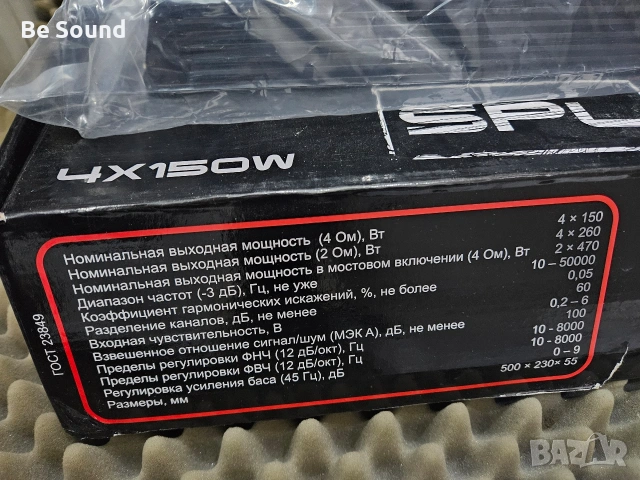 Be Sound
SPL
4X150W
Номинальная выходная мощность (4 Ом), Вт 4 × 150
Номинальная выходная мощность (2 Ом), Вт 4 × 260
Номинальная выходная мощность в мостовом включении (4 Ом), Вт 2 × 470
Диапазон частот (-3 дБ), Гц, не уже 10 – 50000
Коэффициент гармонических искажений, %, не более 0,05
Разделение каналов, дБ, не менее 60
Входная чувствительность, В 0,2 – 6
Взвешенное отношение сигнал/шум (МЭК А), дБ, не менее 100
Пределы регулировки ФНЧ (12 дБ/окт), Гц 10 - 8000
Пределы регулировки ФВЧ (12 дБ/окт), Гц 10 - 8000
Регулировка усиления баса (45 Гц), дБ 0 – 9
Размеры, мм 500 × 230× 55
ГОСТ 23849
BAZAR